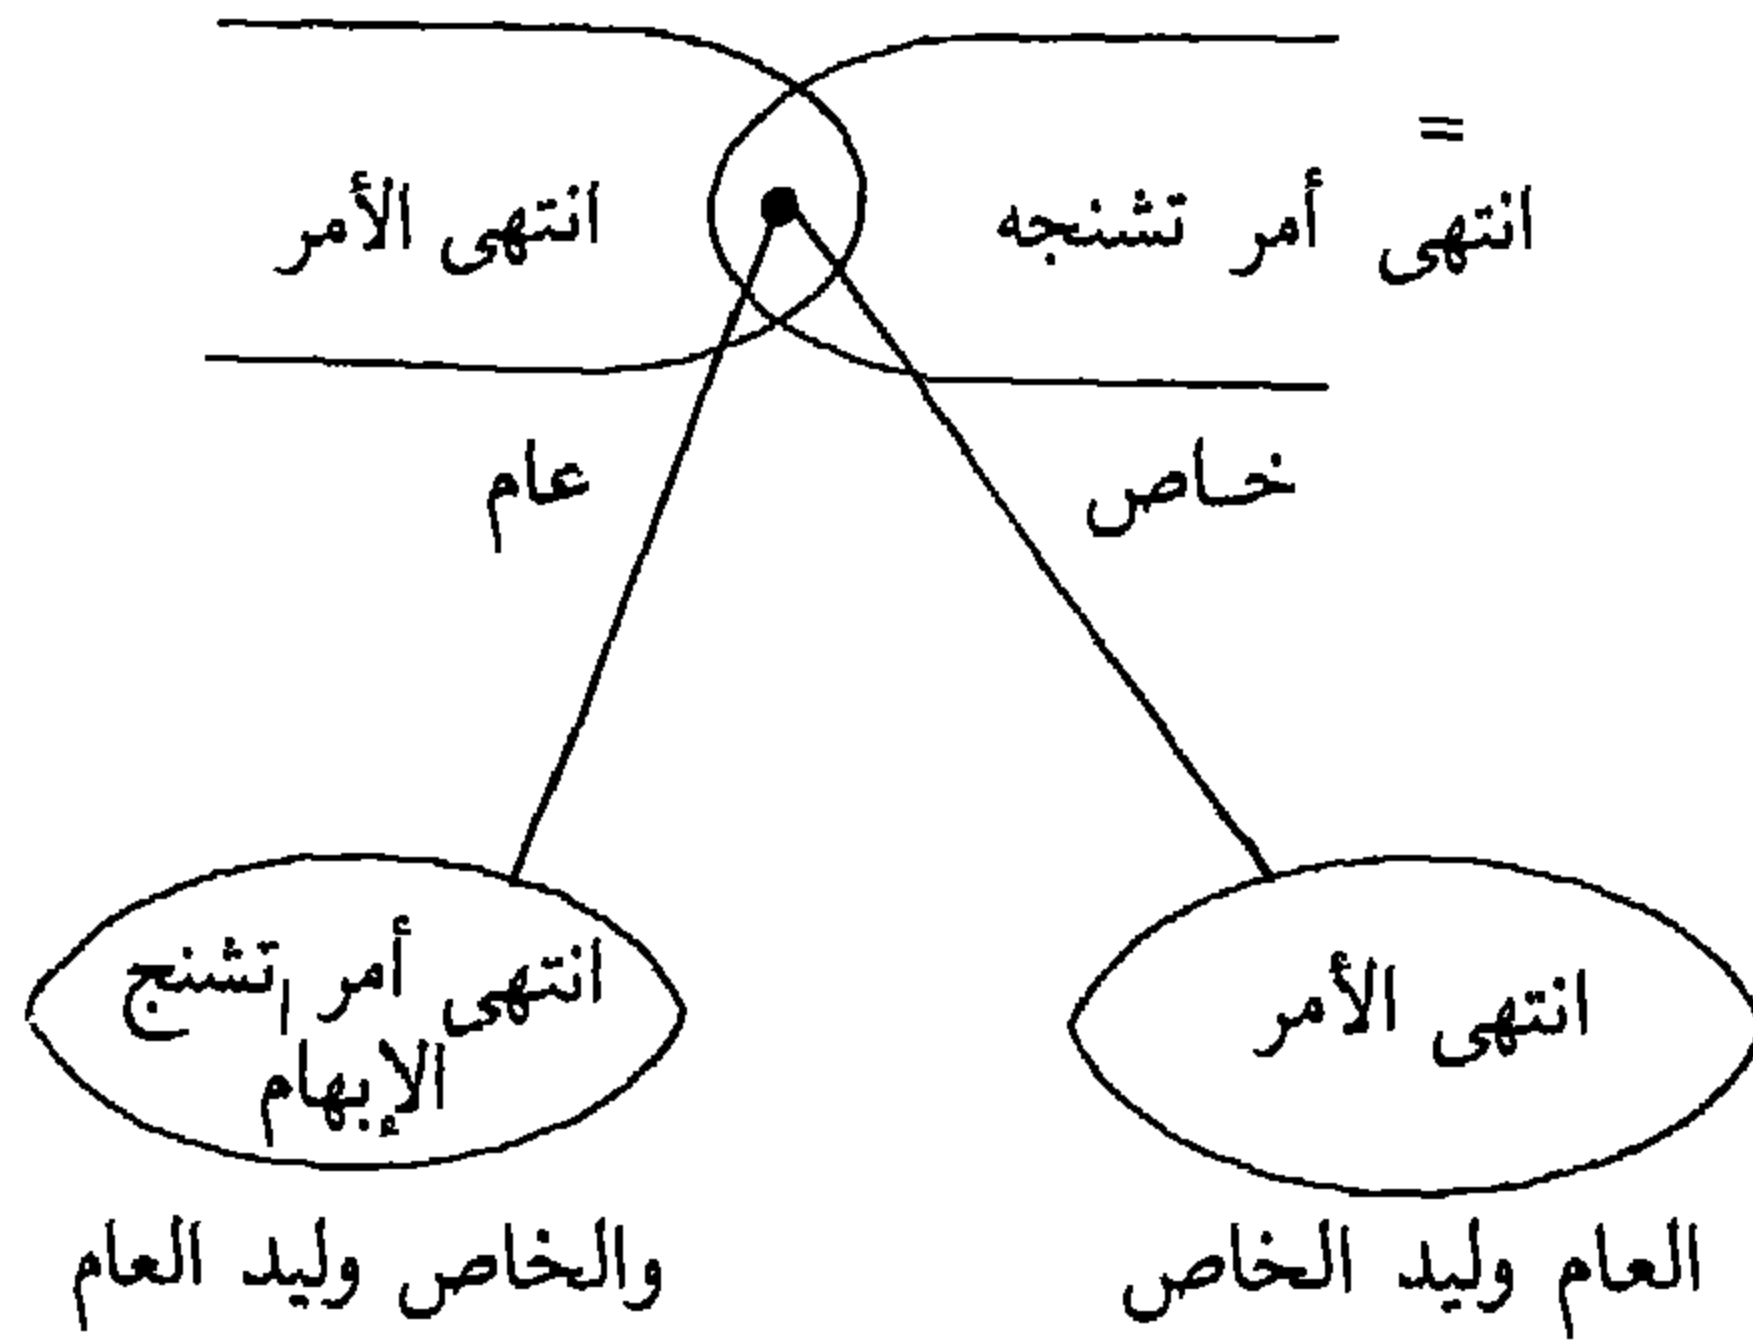 =
انتهى أمر تشنجه
انتهى الأمر
خاص
عام
انتهى الأمر
انتهى أمر تشنج
الإبهام
العام وليد الخاص
والخاص وليد العام